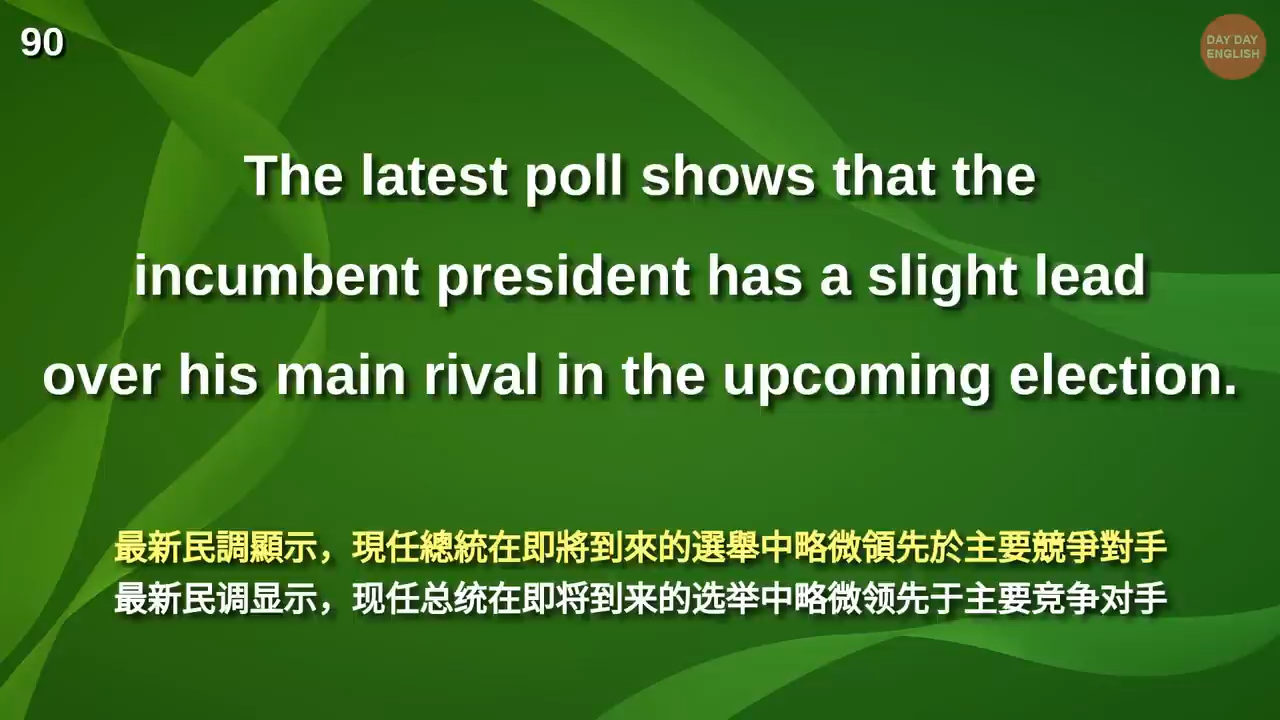 90
DAY DAY
ENGLISH
The latest poll shows that the
incumbent president has a slight lead
over his main rival in the upcoming election.
最新民調顯示，現任總統在即將到來的選舉中略微領先於主要競爭對手
最新民调显示，现任总统在即将到来的选举中略微领先于主要竞争对手